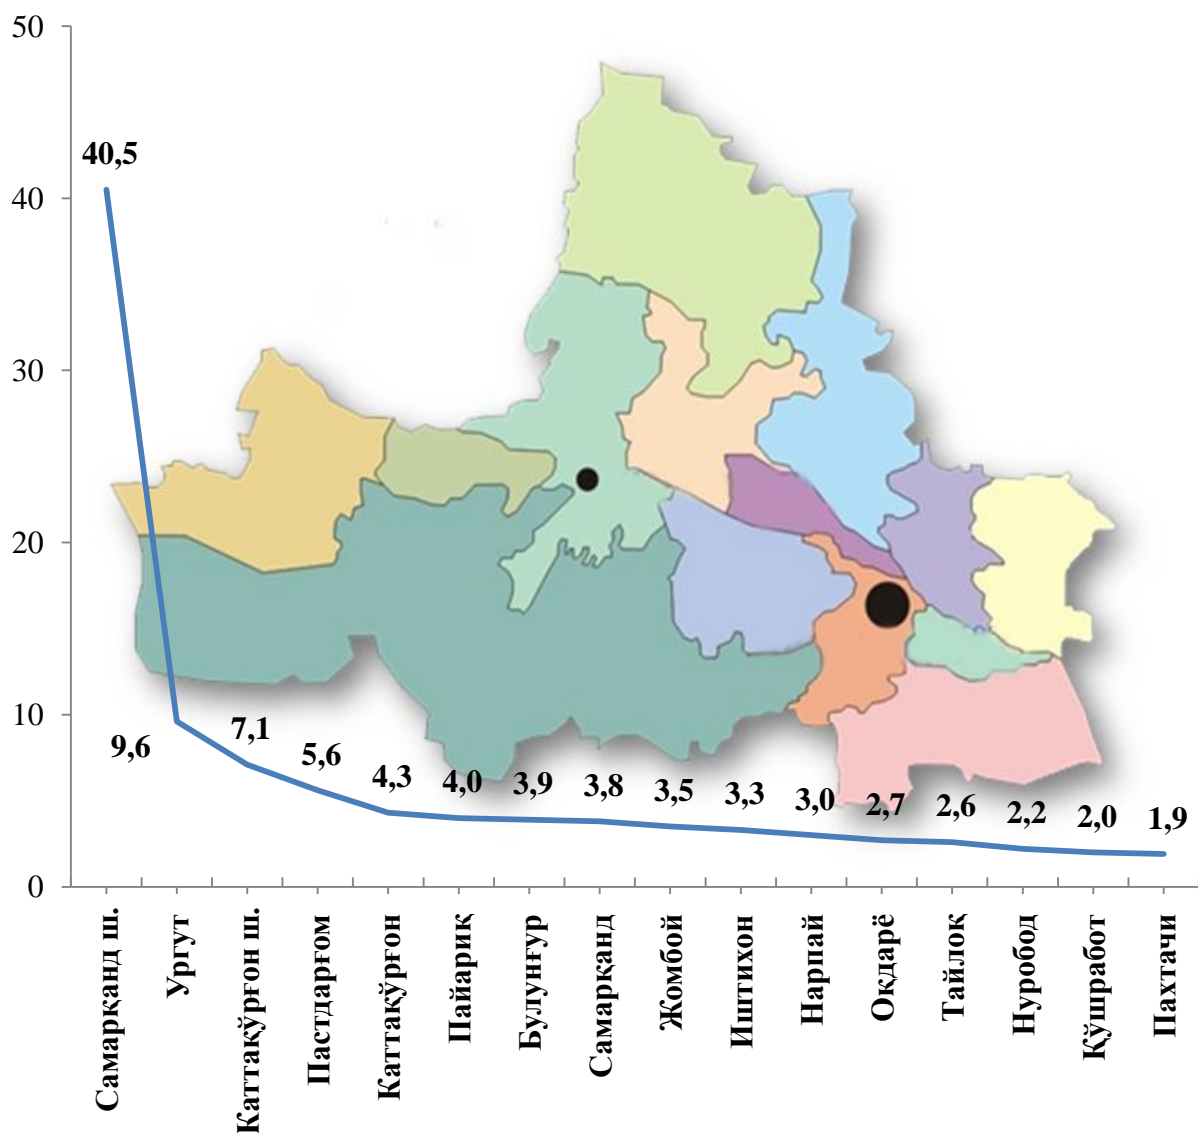 50
40
30
20
10
0
40,5
9,6
7,1
5,6
4,3
4,0
3,9
3,8
3,5
3,3
3,0
2,7
2,6
2,2
2,0
1,9
Самарқанд ш.
Ургут
Каттақўрғон ш.
Пастдарғом
Каттақўрғон
Пайариқ
Булунғур
Самарқанд
Жомбой
Иштихон
Нарпай
Оқдарё
Тайлоқ
Нуробод
Қўшработ
Пахтачи